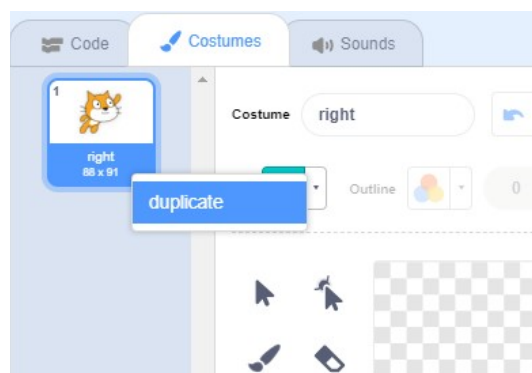 Code Costumes Sounds
1
right
88 x 91
Costume right
duplicate
Outline 0